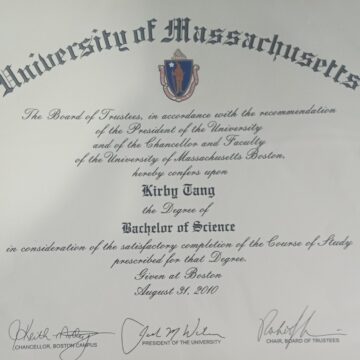 University of Massachusetts
The Board of Trustees, in accordance with the recommendation
of the President of the University
and of the Chancellor and Faculty
of the University of Massachusetts Boston,
hereby confers upon
Kirby Tang
the Degree of
Bachelor of Science
in consideration of the satisfactory completion of the Course of Study
prescribed for that Degree.
Given at Boston
August 31, 2010
CHANCELLOR, BOSTON CAMPUS
PRESIDENT OF THE UNIVERSITY
CHAIR, BOARD OF TRUSTEES